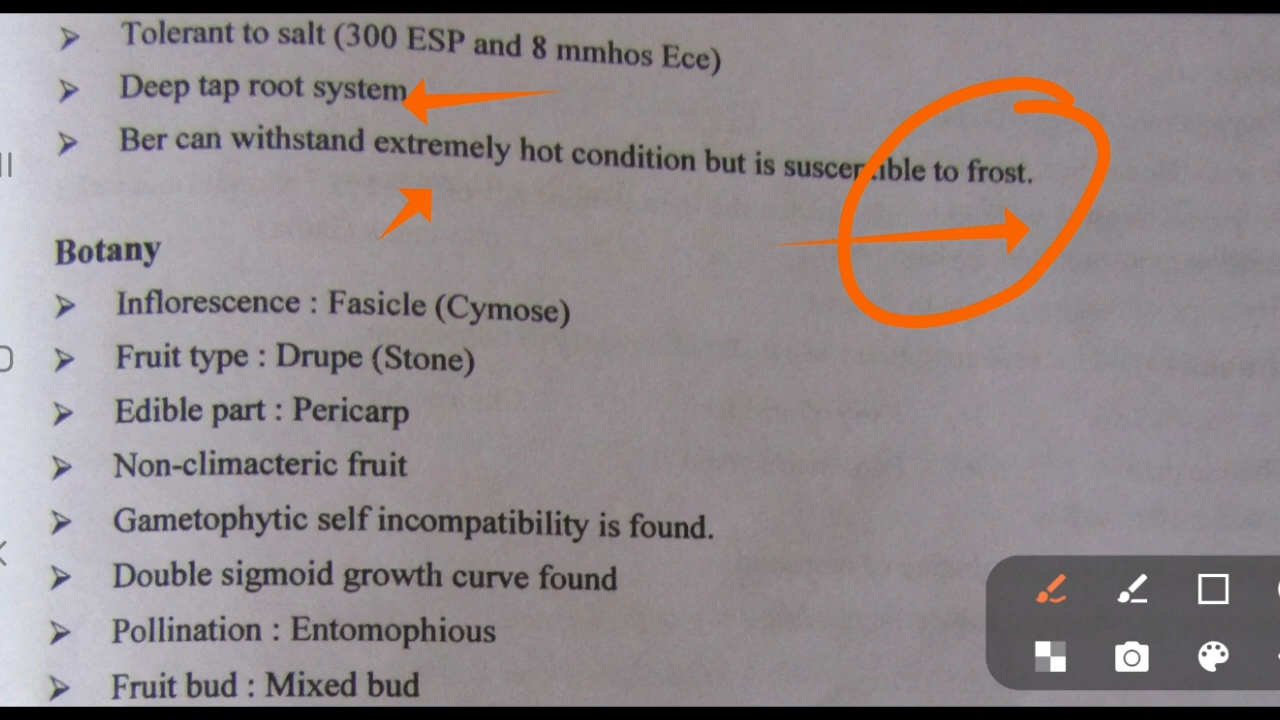 ➢ Tolerant to salt (300 ESP and 8 mmhos Ece)
➢ Deep tap root system
➢ Ber can withstand extremely hot condition but is susceptible to frost.
Botany
➢ Inflorescence : Fasicle (Cymose)
➢ Fruit type : Drupe (Stone)
➢ Edible part : Pericarp
➢ Non-climacteric fruit
➢ Gametophytic self incompatibility is found.
➢ Double sigmoid growth curve found
➢ Pollination : Entomophious
➢ Fruit bud : Mixed bud